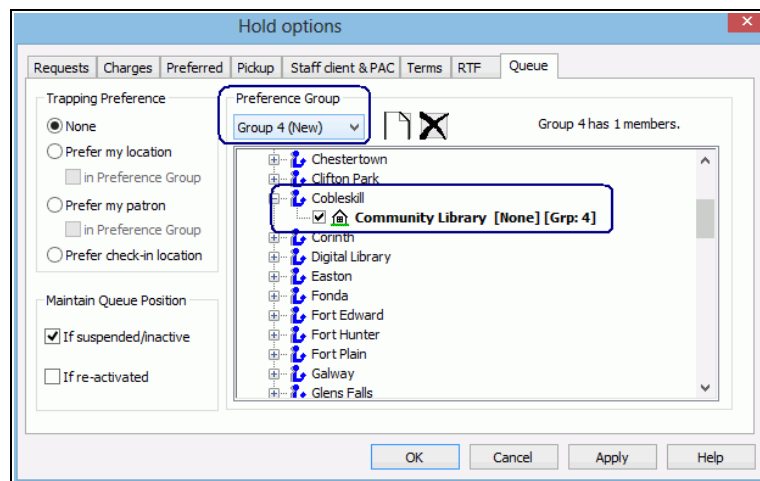 Hold options
Requests Charges Preferred Pickup Staff client & PAC Terms RTF Queue
Trapping Preference
None
Prefer my location
in Preference Group
Prefer my patron
in Preference Group
Prefer check-in location
Maintain Queue Position
If suspended/inactive
If re-activated
Preference Group
Group 4 (New)
Group 4 has 1 members.
Chestertown
Clifton Park
Cobleskill
Community Library [None] [Grp: 4]
Corinth
Digital Library
Easton
Fonda
Fort Edward
Fort Hunter
Fort Plain
Galway
Glens Falls
OK Cancel Apply Help